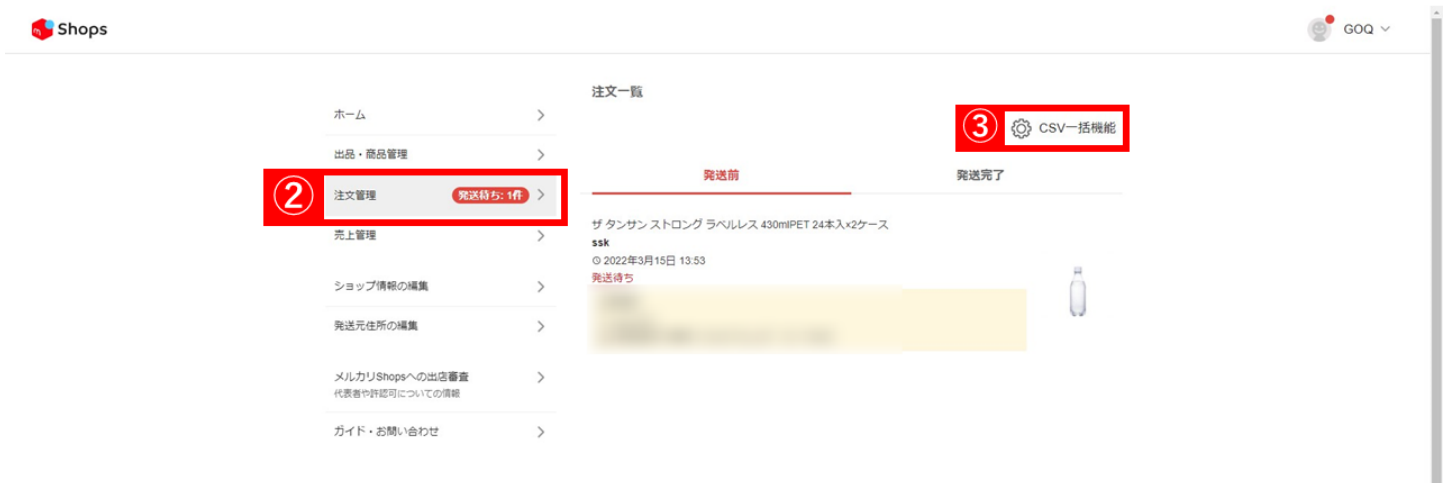 Shops
GOQ
注文一覧
ホーム
③ CSV一括機能
出品・商品管理
発送前
発送完了
② 注文管理 発送待ち: 1件
売上管理
ザ タンサン ストロング ラベルレス 430mlPET 24本入×2ケース
ssk
2022年3月15日 13:53
発送待ち
ショップ情報の編集
発送元住所の編集
メルカリShopsへの出店審査
代表者や許認可についての情報
ガイド・お問い合わせ